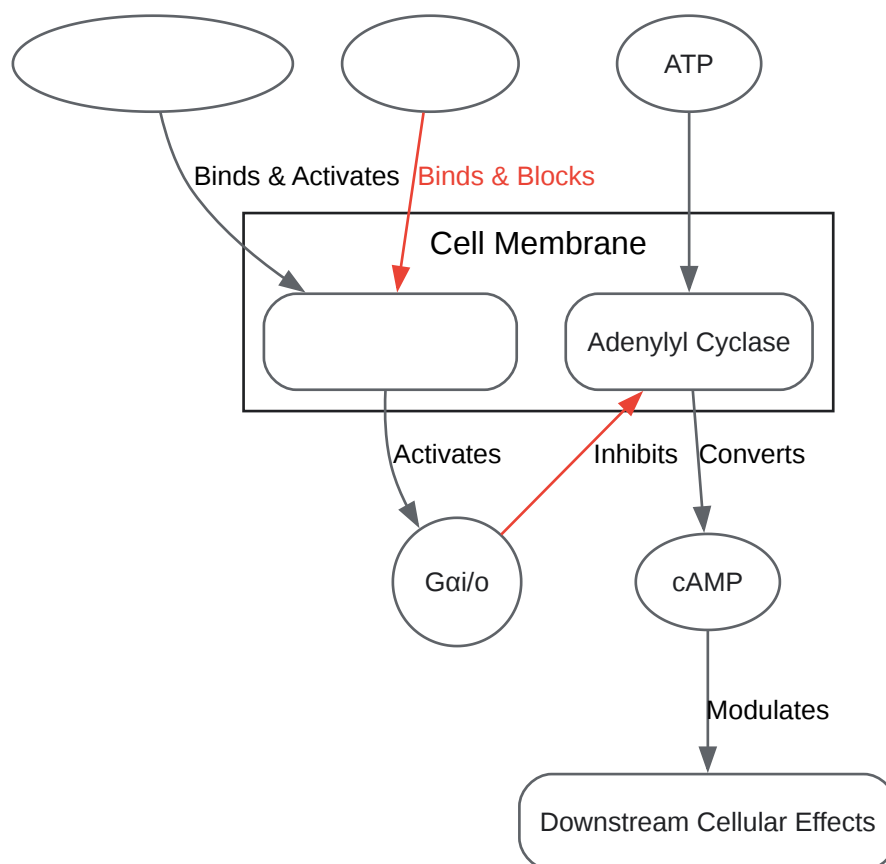 ATP
Binds & Activates
Binds & Blocks
Cell Membrane
Adenylyl Cyclase
Activates
Inhibits
Converts
Gαi/o
cAMP
Modulates
Downstream Cellular Effects